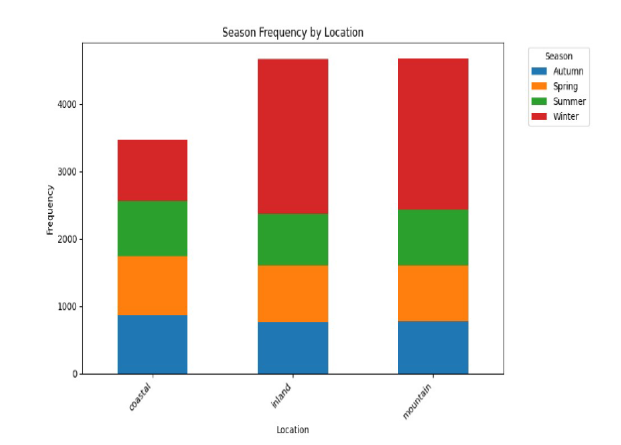 Season Frequency by Location
Season
Autumn
Spring
Summer
Winter
Frequency
4000
3000
2000
1000
0
coastal
inland
mountain
Location